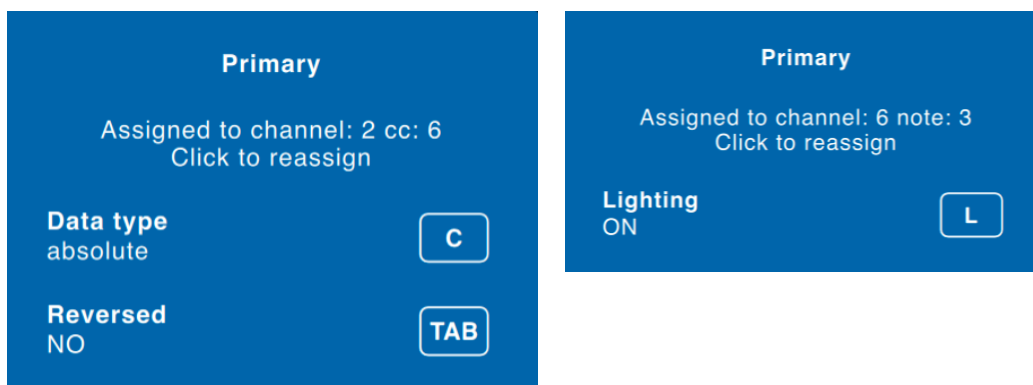 Primary
Assigned to channel: 2 cc: 6
Click to reassign
Data type
absolute
C
Reversed
NO
TAB
Primary
Assigned to channel: 6 note: 3
Click to reassign
Lighting
ON
L